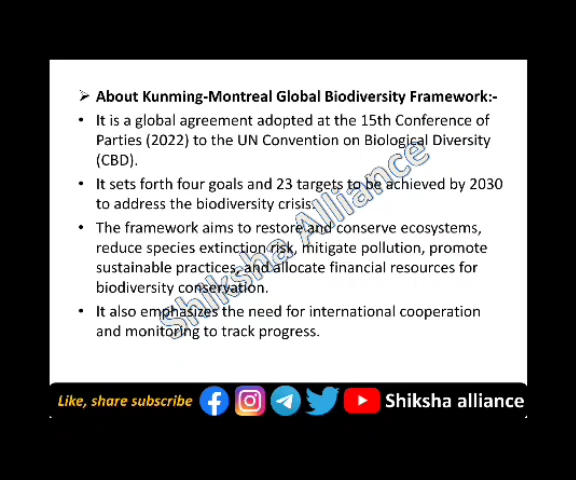 ➢ About Kunming-Montreal Global Biodiversity Framework:-
• It is a global agreement adopted at the 15th Conference of
Parties (2022) to the UN Convention on Biological Diversity
(CBD).
• It sets forth four goals and 23 targets to be achieved by 2030
to address the biodiversity crisis.
• The framework aims to restore and conserve ecosystems,
reduce species extinction risk, mitigate pollution, promote
sustainable practices, and allocate financial resources for
biodiversity conservation.
• It also emphasizes the need for international cooperation
and monitoring to track progress.
Shiksha Alliance
Like, share subscribe
Shiksha alliance